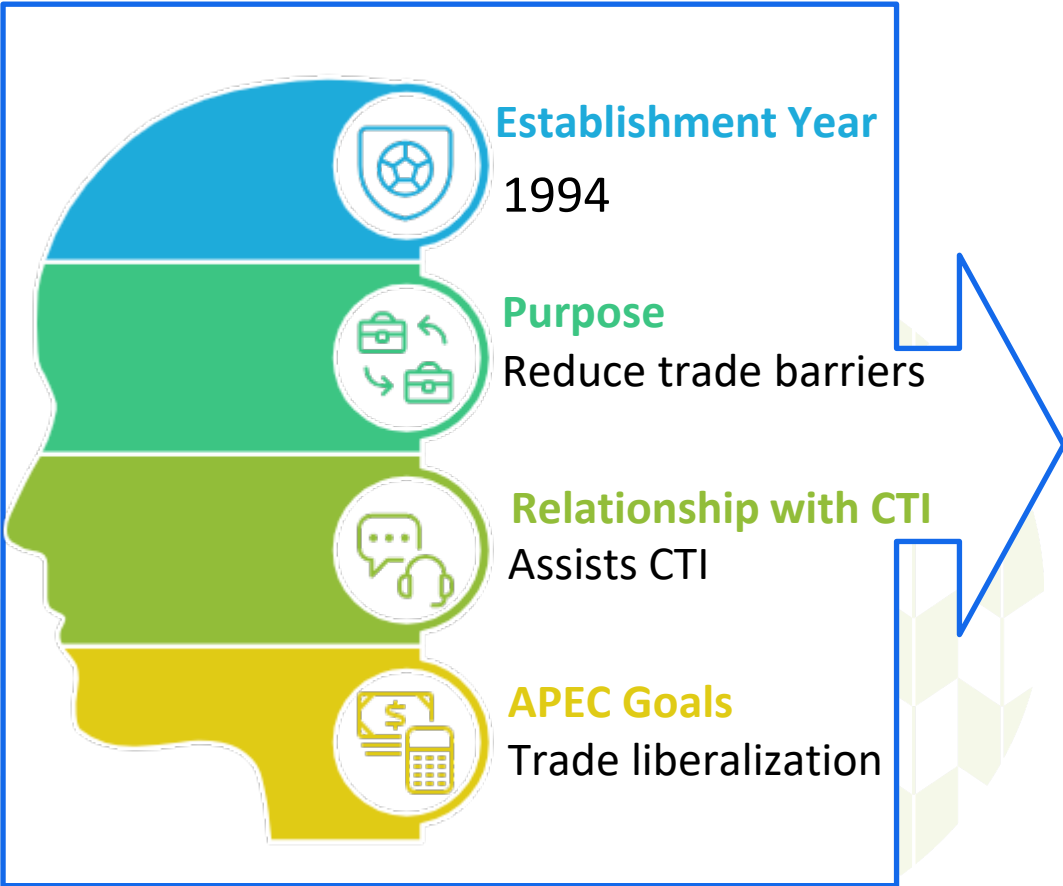 Establishment Year
1994
Purpose
Reduce trade barriers
Relationship with CTI
Assists CTI
APEC Goals
Trade liberalization